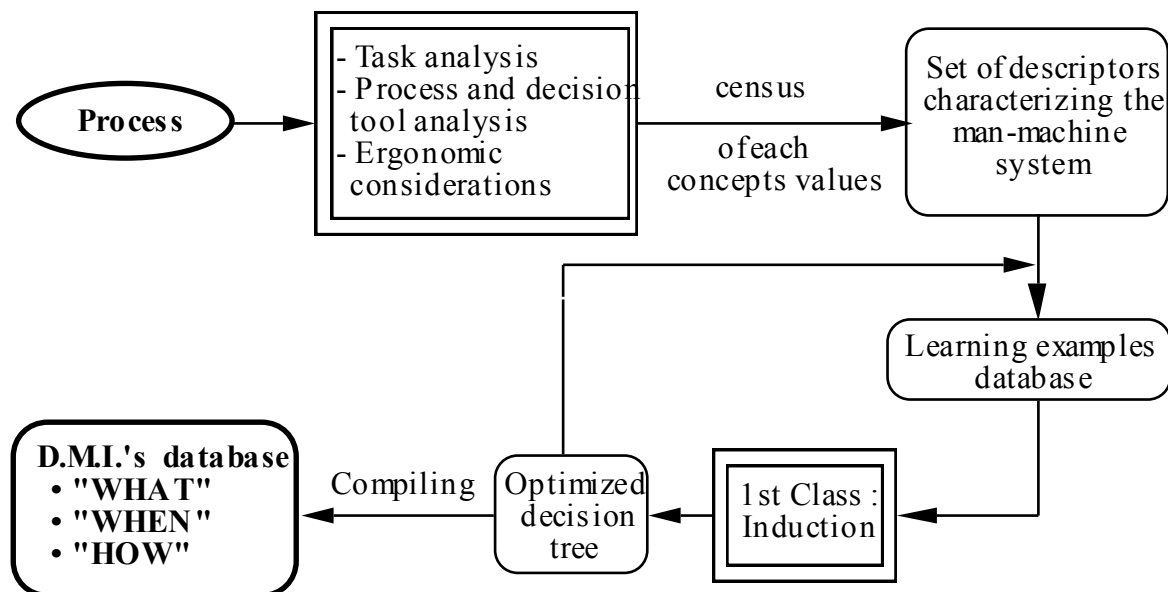 Process
- Task analysis
- Process and decision
tool analysis
- Ergonomic
considerations
census
ofeach
concepts values
Set of descriptors
characterizing the
man-machine
system
Learning examples
database
1st Class :
Induction
Optimized
decision
tree
Compiling
D.M.I.'s database
• "WHAT"
• "WHEN"
• "HOW"